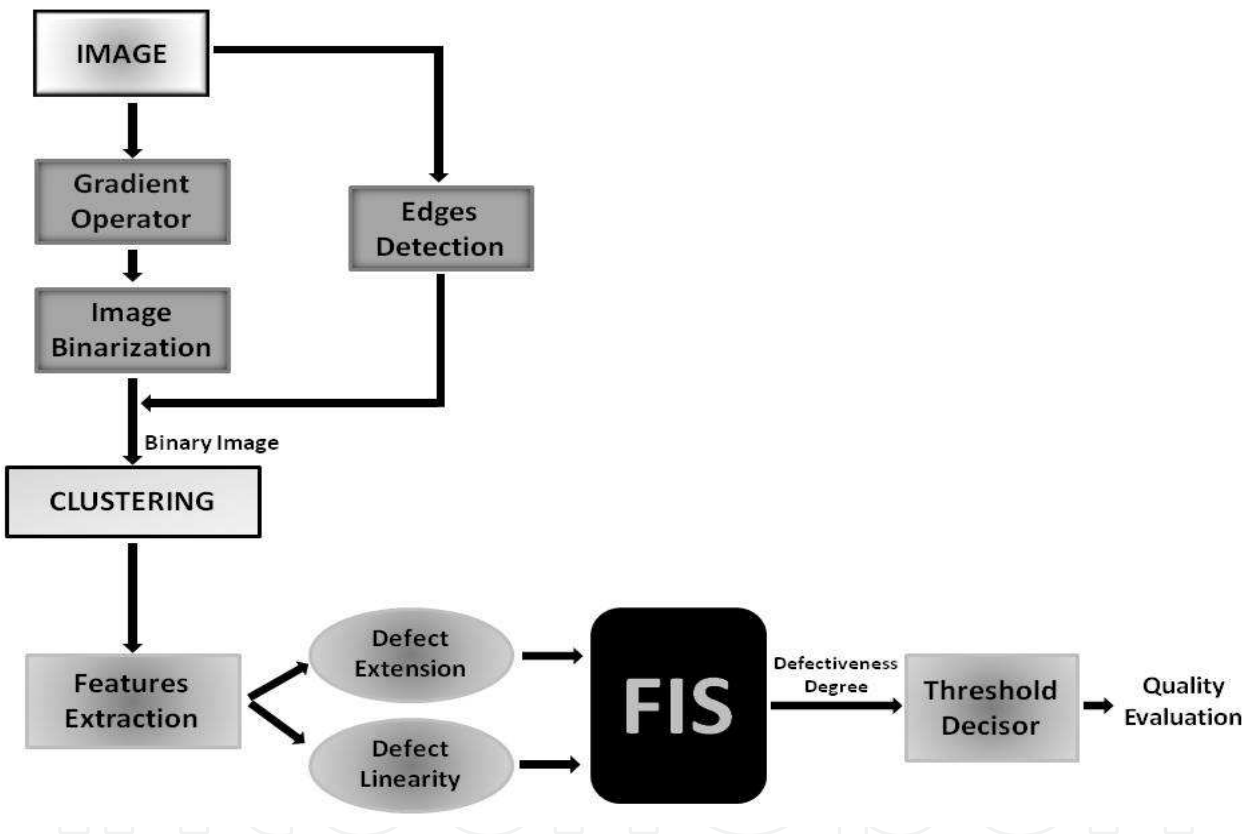 IMAGE
Gradient
Operator
Edges
Detection
Image
Binarization
Binary Image
CLUSTERING
Features
Extraction
Defect
Extension
Defect
Linearity
FIS
Defectiveness
Degree
Threshold
Decisor
Quality
Evaluation